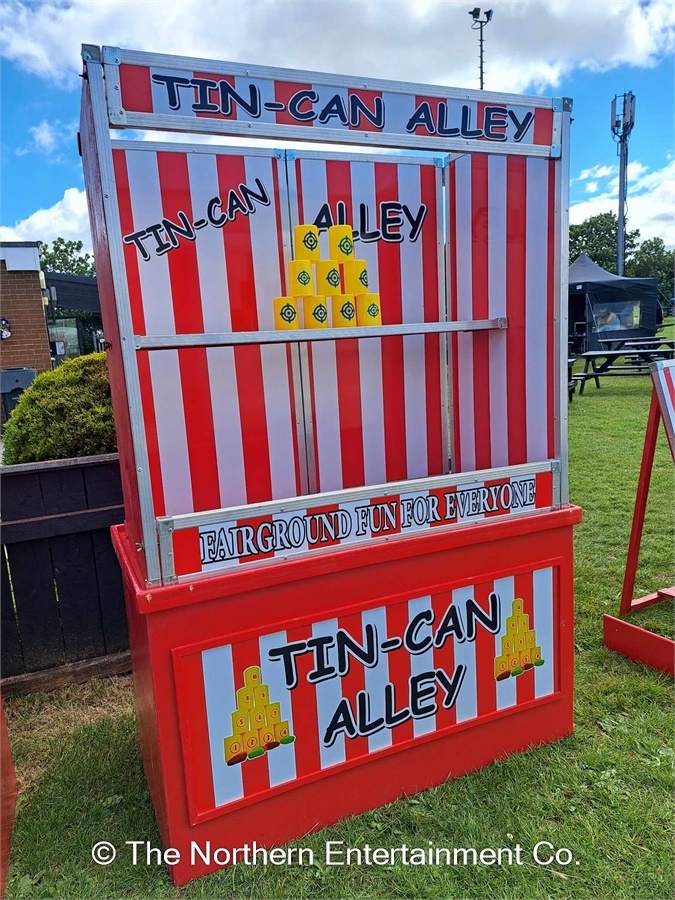 TIN-CAN ALLEY
TIN-CAN ALLEY
FAIRGROUND FUN FOR EVERYONE
TIN-CAN
ALLEY
© The Northern Entertainment Co.